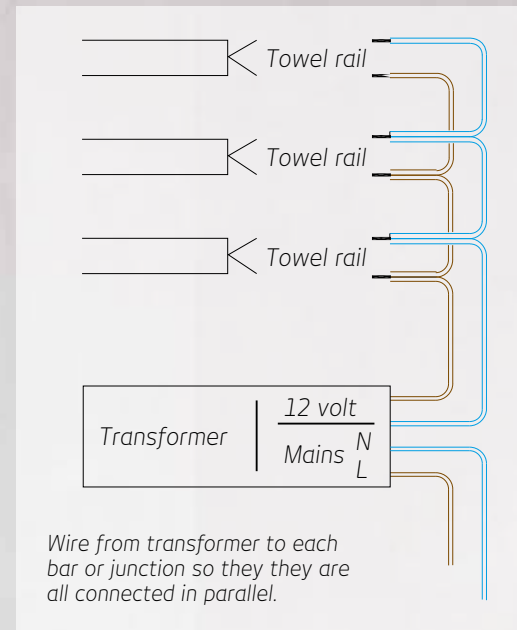 Towel rail
Towel rail
Towel rail
Transformer
12 volt
Mains N
L
Wire from transformer to each
bar or junction so they they are
all connected in parallel.